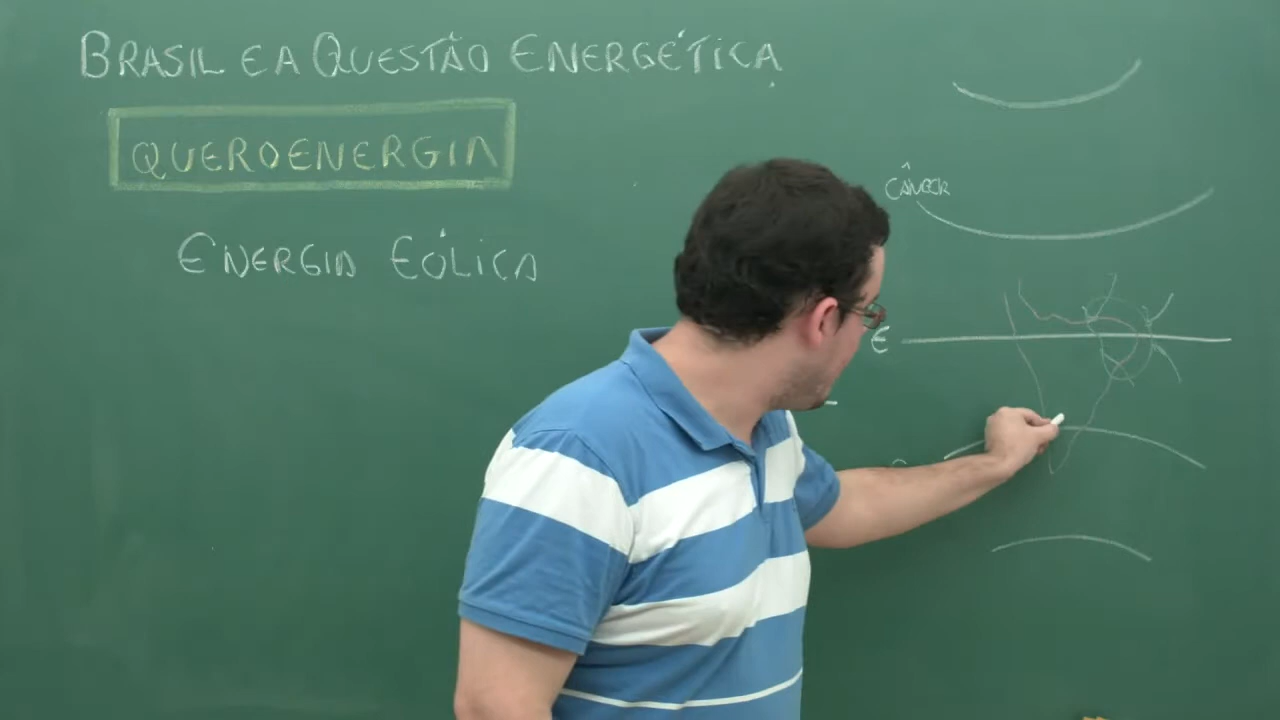 BRASIL E A QUESTÃO ENERGÉTICA
QUEROENERGIA
ENERGIA EÓLICA
CÂNCER
E